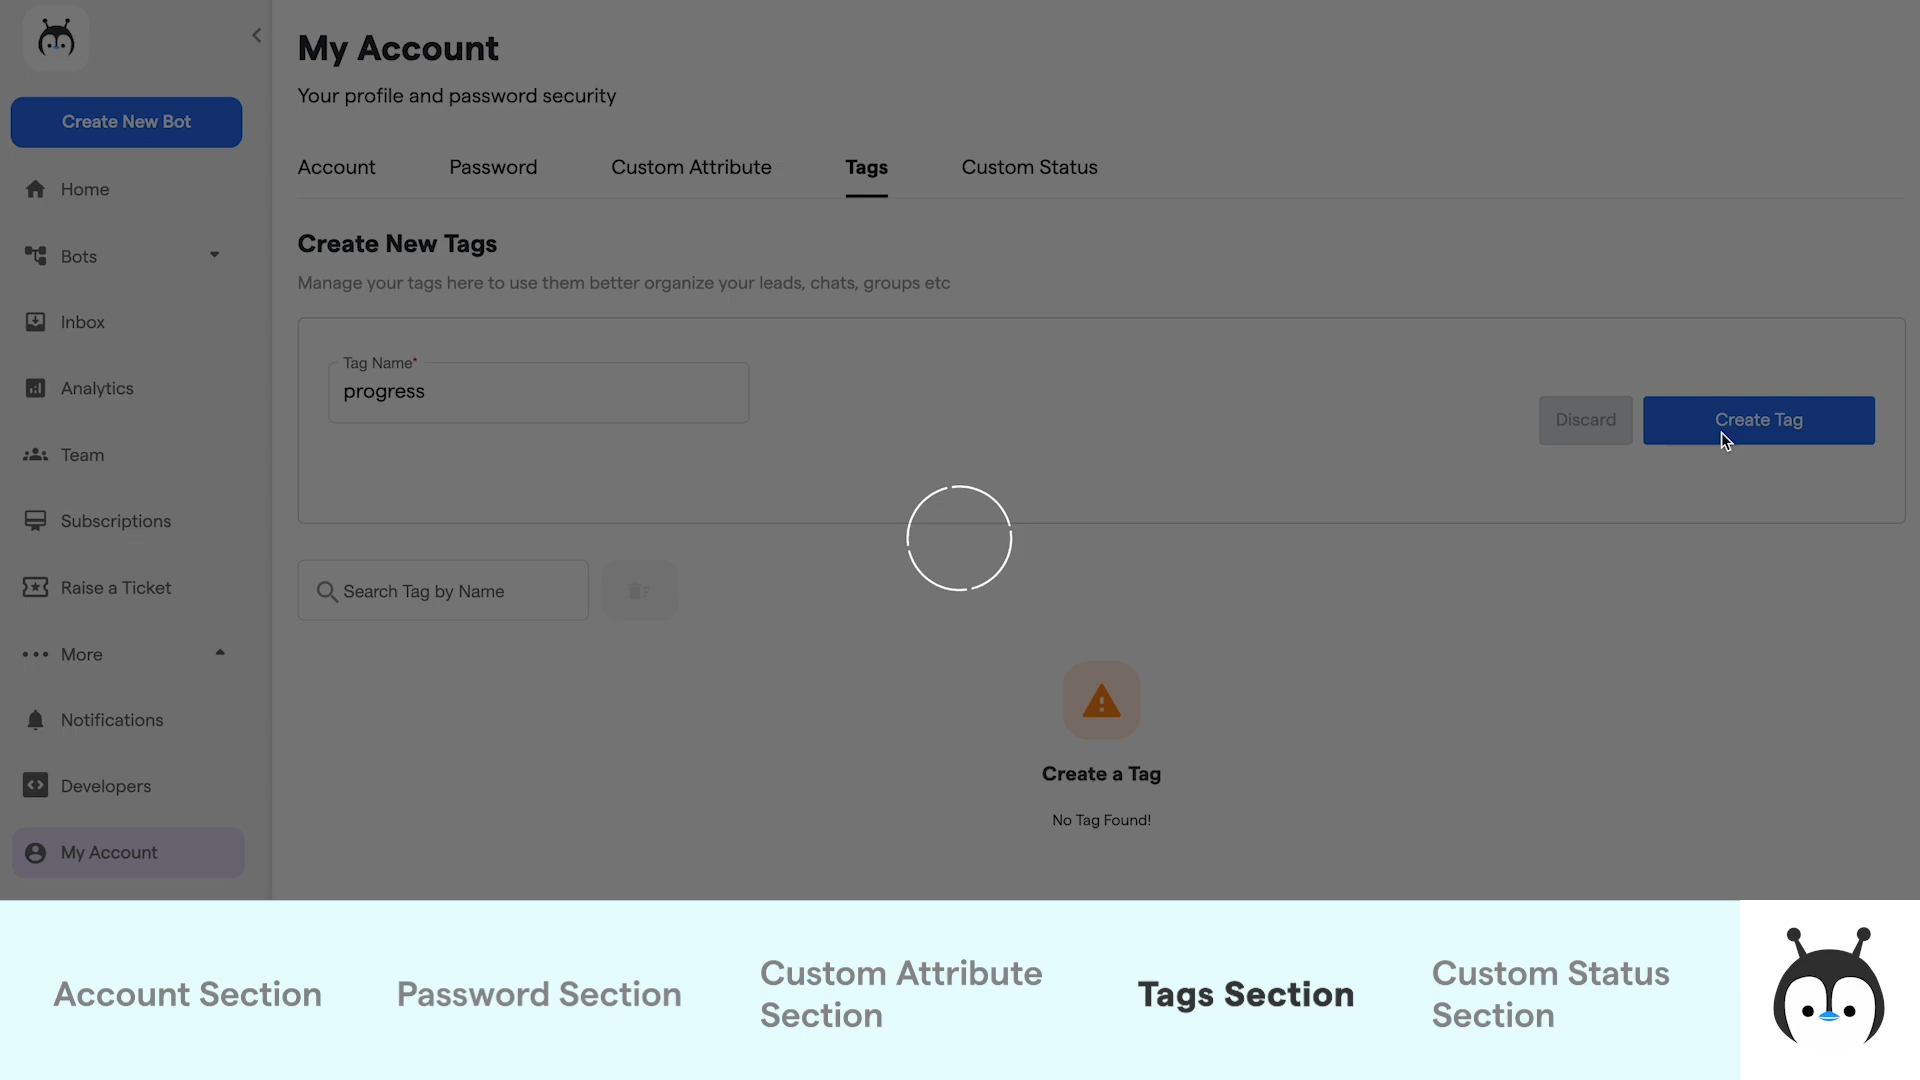 My Account
Your profile and password security
Create New Bot
Home
Bots
Inbox
Analytics
Team
Subscriptions
Raise a Ticket
More
Notifications
Developers
My Account
Account
Password
Custom Attribute
Tags
Custom Status
Create New Tags
Manage your tags here to use them better organize your leads, chats, groups etc
Tag Name*
progress
Discard
Create Tag
Search Tag by Name
Create a Tag
No Tag Found!
Account Section
Password Section
Custom Attribute
Section
Tags Section
Custom Status
Section